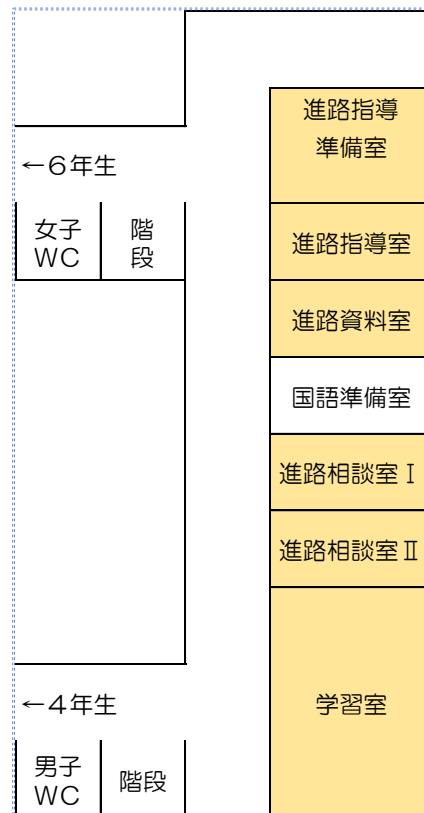 進路指導
準備室
←6年生
女子
WC
階
段
進路指導室
進路資料室
国語準備室
進路相談室Ⅰ
進路相談室Ⅱ
←4年生
学習室
男子
WC
階段